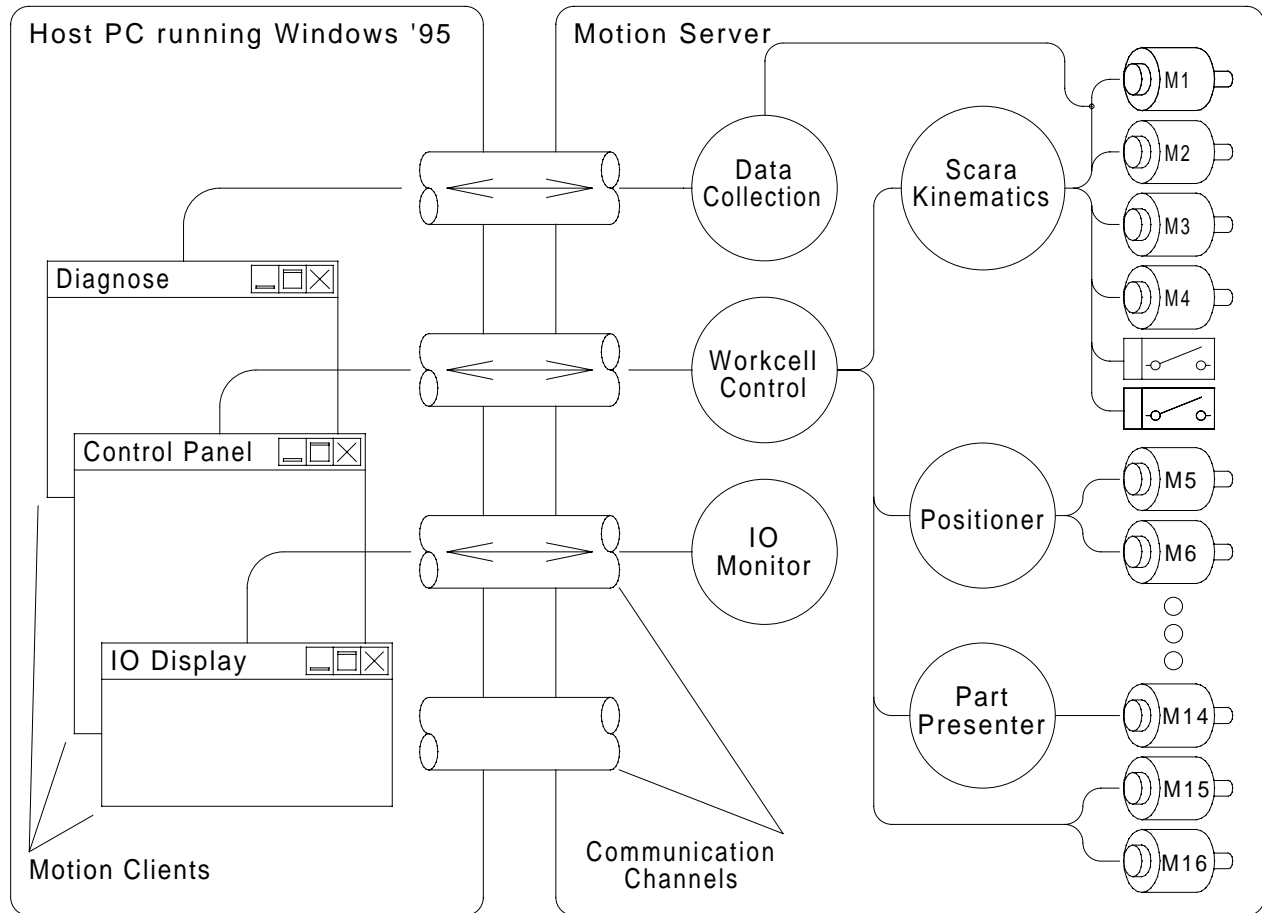 Host PC running Windows '95
Motion Server
M1
Data
Collection
Scara
Kinematics
M2
M3
Diagnose
M4
Workcell
Control
Control Panel
M5
Positioner
IO
Monitor
M6
IO Display
Part
Presenter
M14
M15
Motion Clients
Communication
Channels
M16